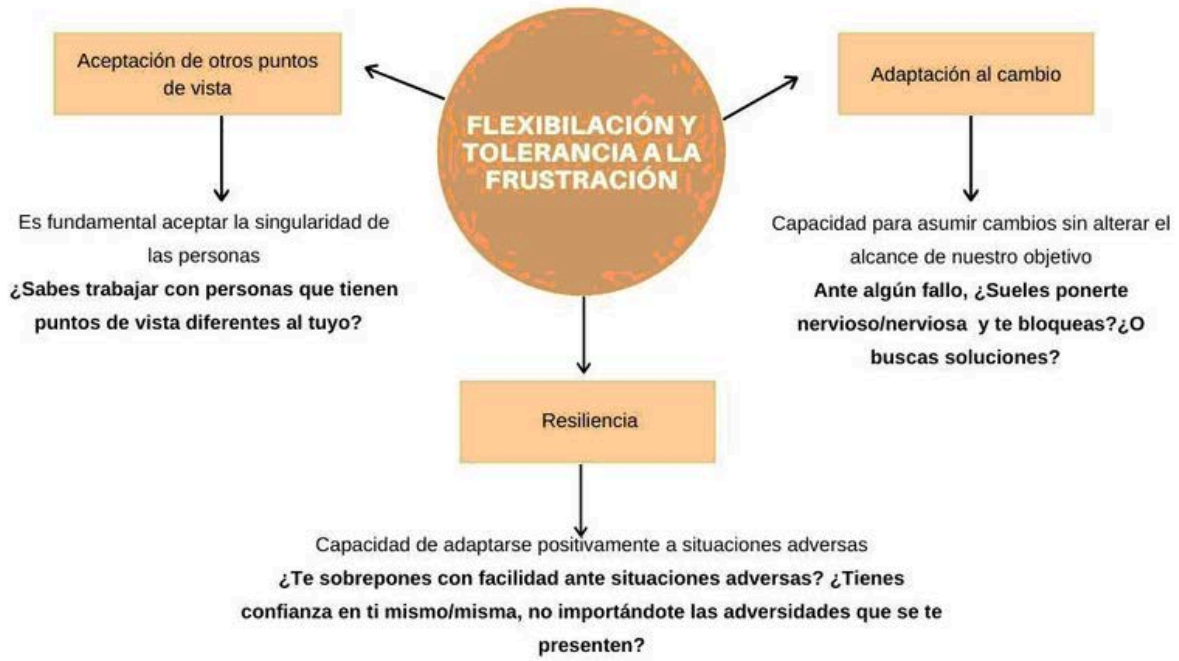 FLEXIBILACIÓN Y
TOLERANCIA A LA
FRUSTRACIÓN
Aceptación de otros puntos
de vista
Es fundamental aceptar la singularidad de
las personas
¿Sabes trabajar con personas que tienen
puntos de vista diferentes al tuyo?
Adaptación al cambio
Capacidad para asumir cambios sin alterar el
alcance de nuestro objetivo
Ante algún fallo, ¿Sueles ponerte
nervioso/nerviosa y te bloqueas?¿O
buscas soluciones?
Resiliencia
Capacidad de adaptarse positivamente a situaciones adversas
¿Te sobrepones con facilidad ante situaciones adversas? ¿Tienes
confianza en ti mismo/misma, no importándote las adversidades que se te
presenten?